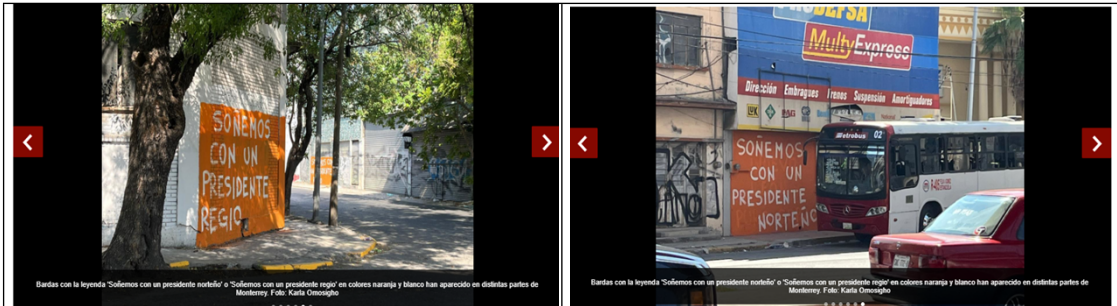 SOÑEMOS
CON UN
PRESIDENTE
REGIO
Bardas con la leyenda 'Soñemos con un presidente norteño' o 'Soñemos con un presidente regio' en colores naranja y blanco han aparecido en distintas partes de
Monterrey. Foto: Karla Omosigho
MultyExpress
Dirección Embragues Frenos Suspensión Amortiguadores
LUK
SOÑEMOS
CON UN
PRESIDENTE
NORTEÑO
Metrobus 02
Bardas con la leyenda 'Soñemos con un presidente norteño' o 'Soñemos con un presidente regio' en colores naranja y blanco han aparecido en distintas partes de
Monterrey. Foto: Karla Omosigho